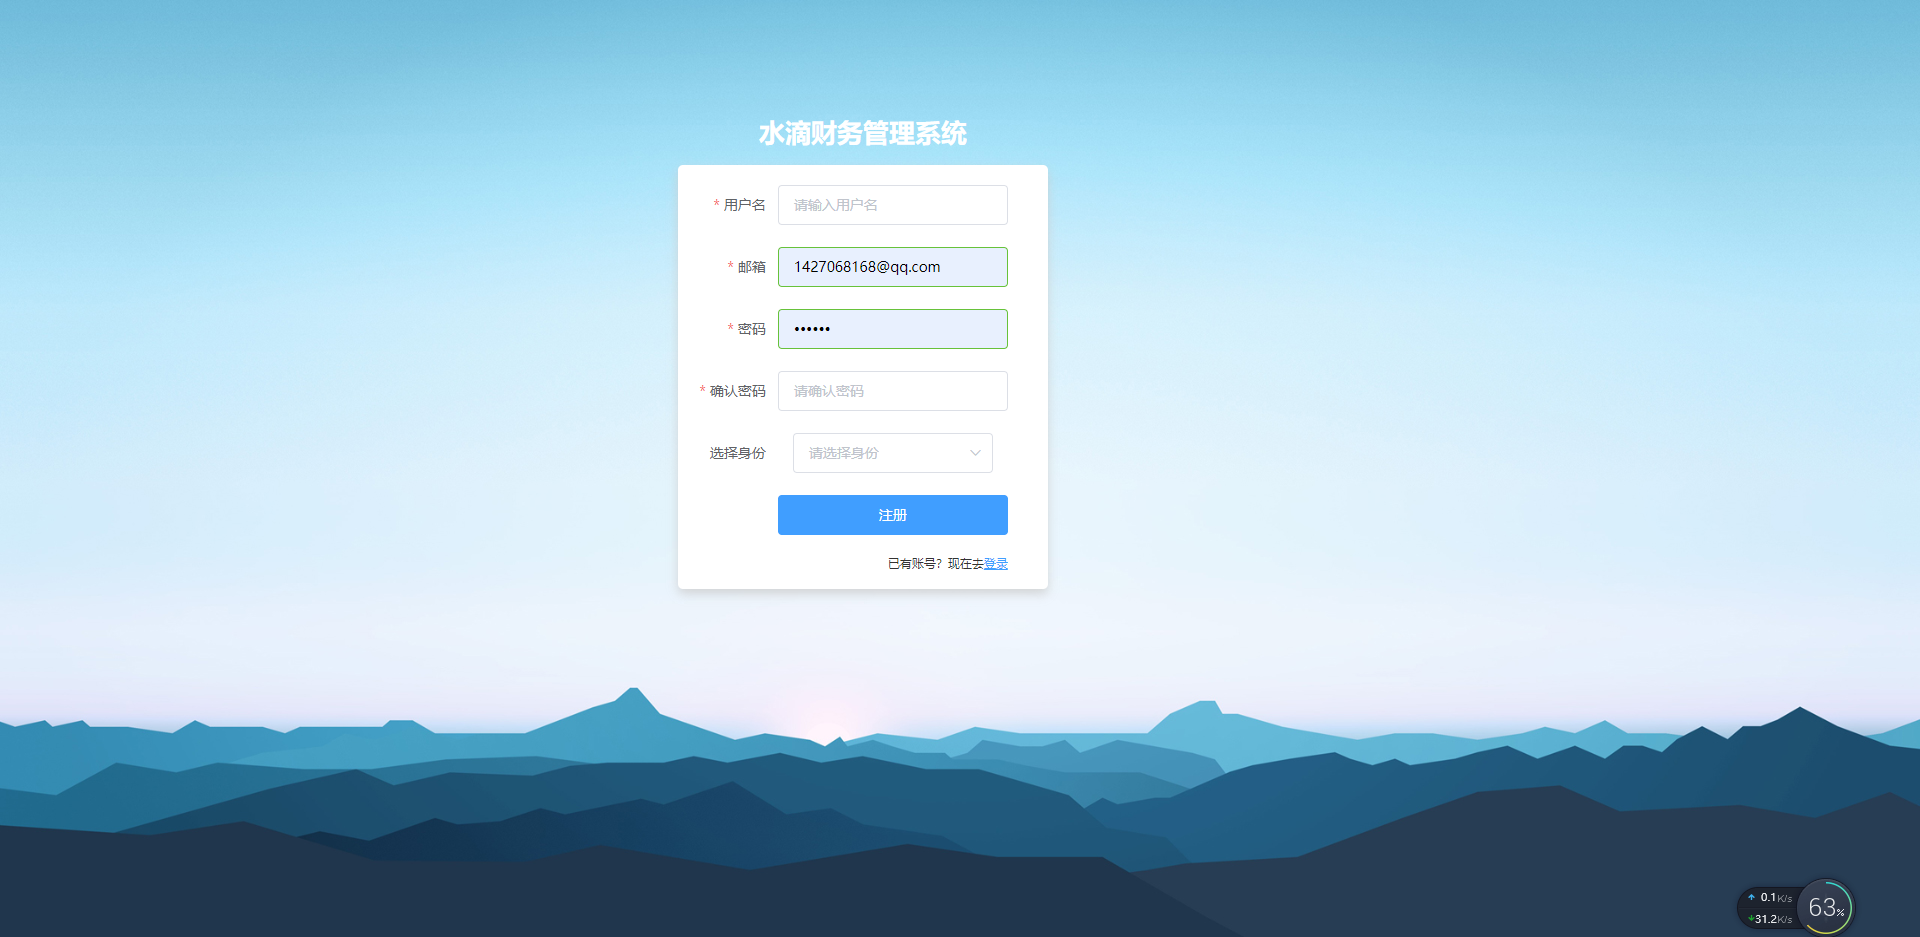 水滴财务管理系统
* 用户名 请输入用户名
* 邮箱 1427068168@qq.com
* 密码 ••••••
* 确认密码 请确认密码
选择身份 请选择身份
注册
已有账号？现在去登录
0.1K/s
31.2K/s
63%